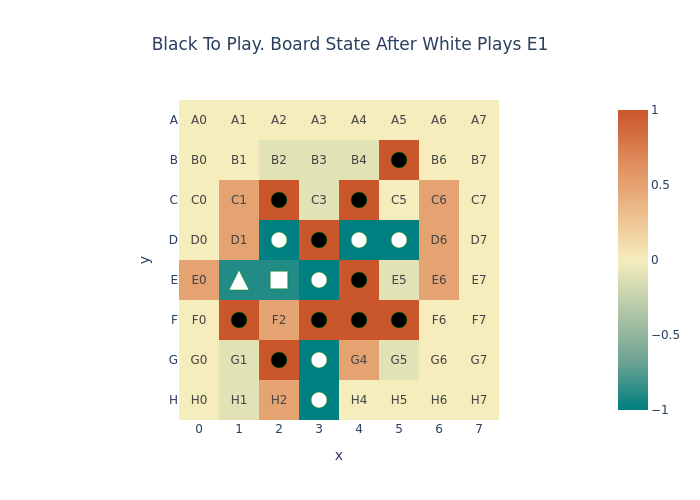 Black To Play. Board State After White Plays E1
A A0 A1 A2 A3 A4 A5 A6 A7
B B0 B1 B2 B3 B4 B6 B7
C C0 C1 C3 C5 C6 C7
D D0 D1 D6 D7
E E0 E5 E6 E7
F F0 F2 F6 F7
G G0 G1 G4 G5 G6 G7
H H0 H1 H2 H4 H5 H6 H7
0 1 2 3 4 5 6 7
x
y
1
0.5
0
−0.5
−1